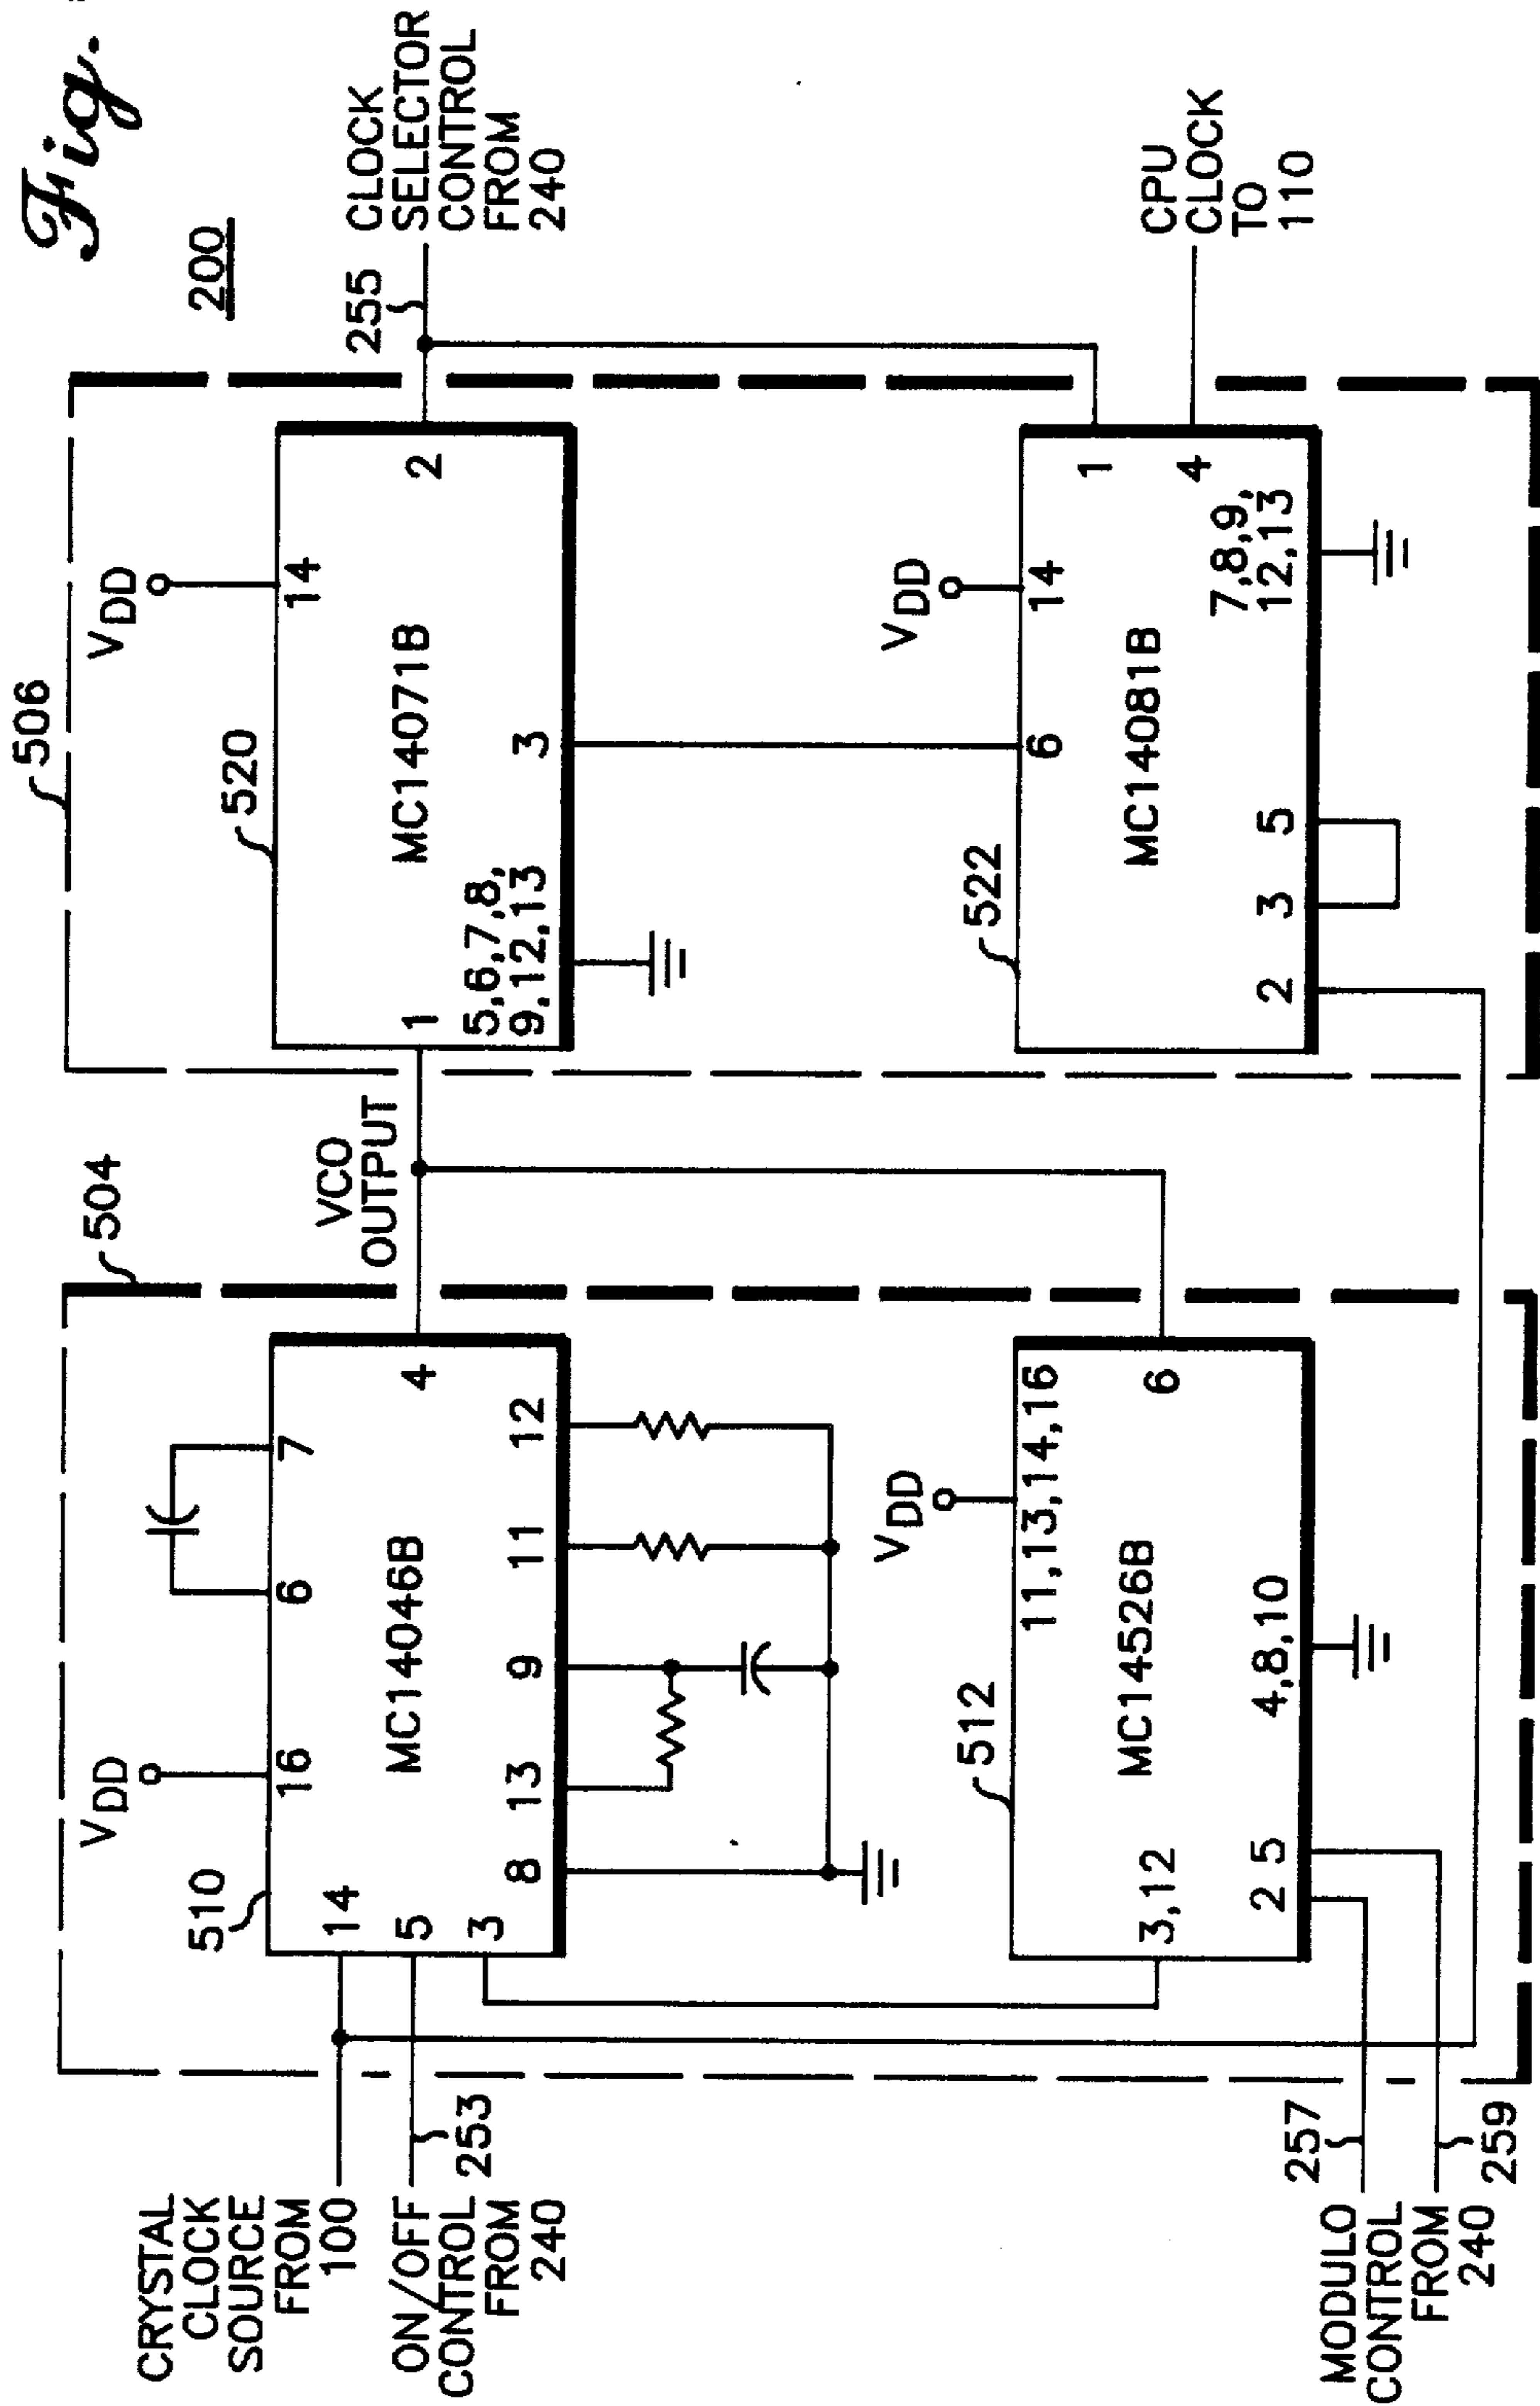 Fig.
200
506
504
CRYSTAL
CLOCK
SOURCE
FROM
100
ON/OFF
CONTROL
FROM
240
253
MODULO
CONTROL
FROM
240
257
259
510
VDD
16
6
7
14
5
3
MC14046B
4
8
13
9
11
12
VCO
OUTPUT
512
VDD
11,13,14,16
3,12
MC14526B
6
2
5
4,8,10
520
VDD
14
1
MC14071B
2
5,6,7,8,
9,12,13
3
255
CLOCK
SELECTOR
CONTROL
FROM
240
522
VDD
6
14
MC14081B
1
4
2
3
5
7,8,9,
12,13
CPU
CLOCK
TO
110